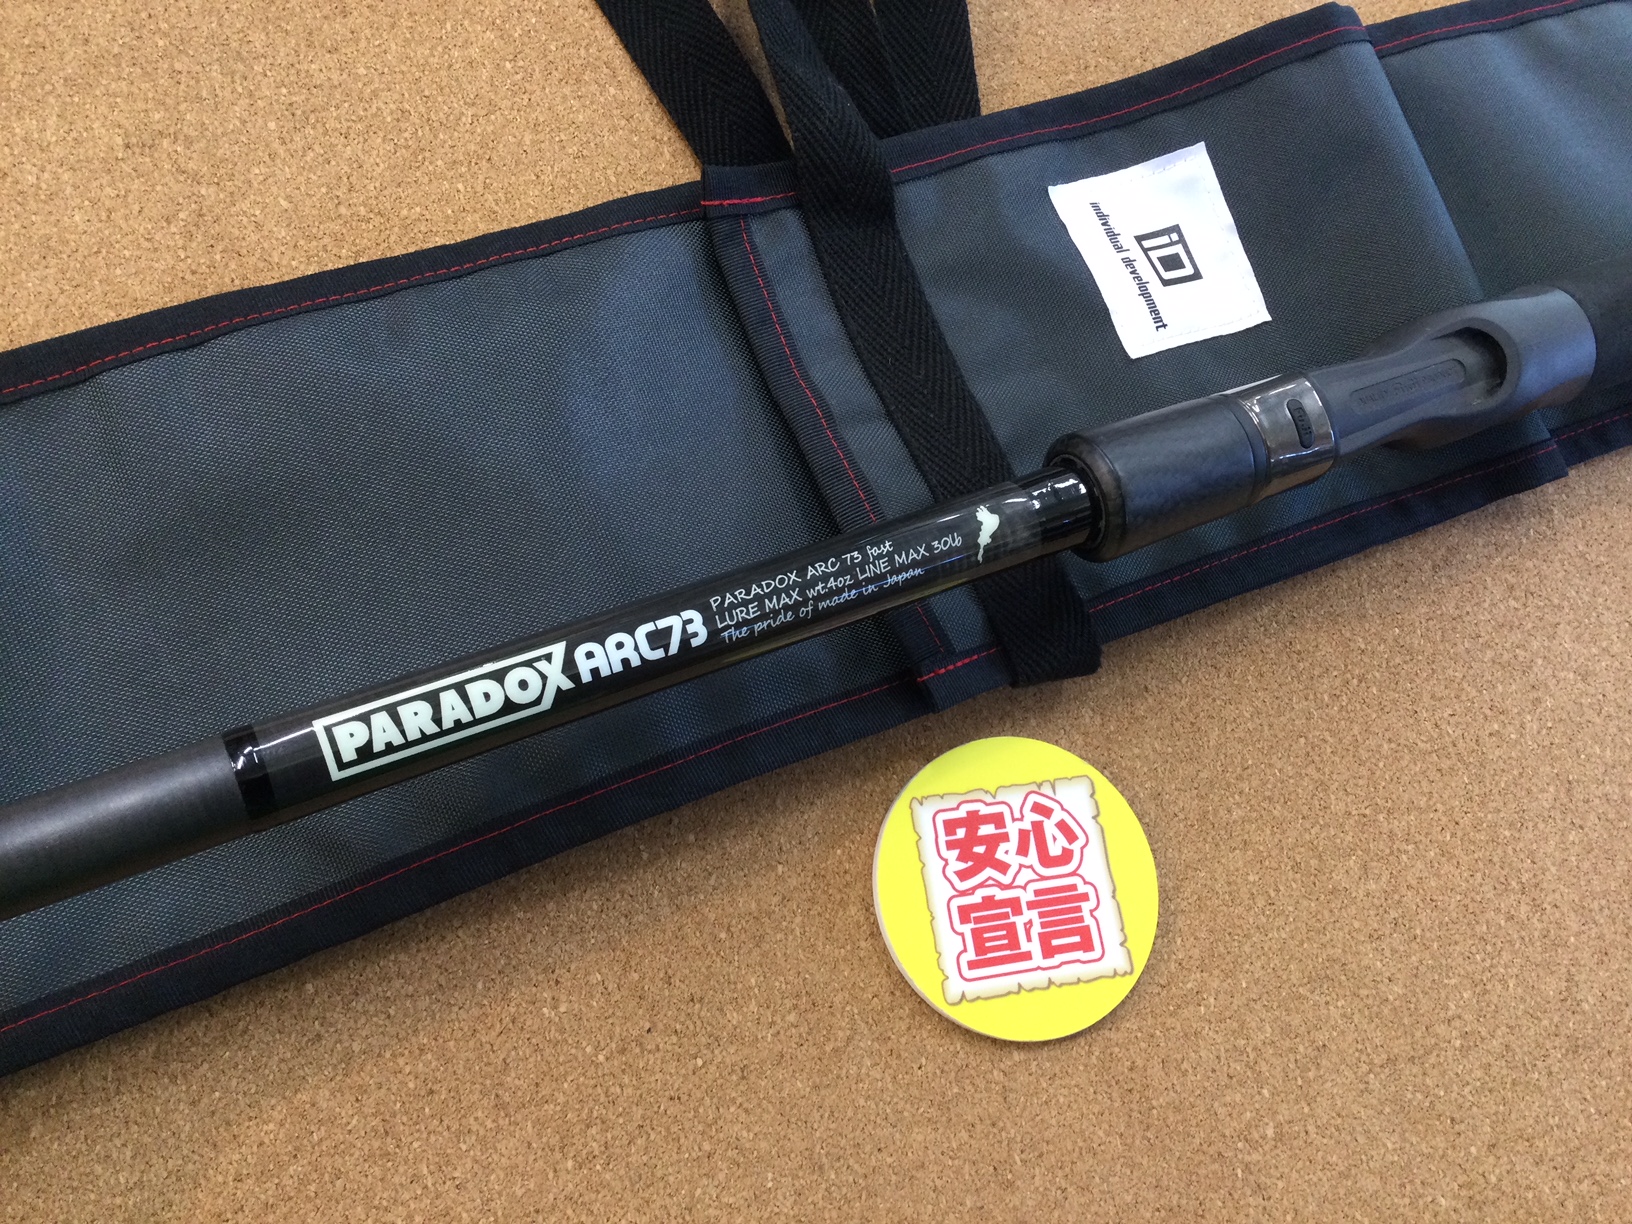 iD
individual development
Fuji
PARADOX ARC73
PARADOX ARC 73 fast
LURE MAX wt.4oz LINE MAX 30lb
The pride of made in Japan
安心
宣言